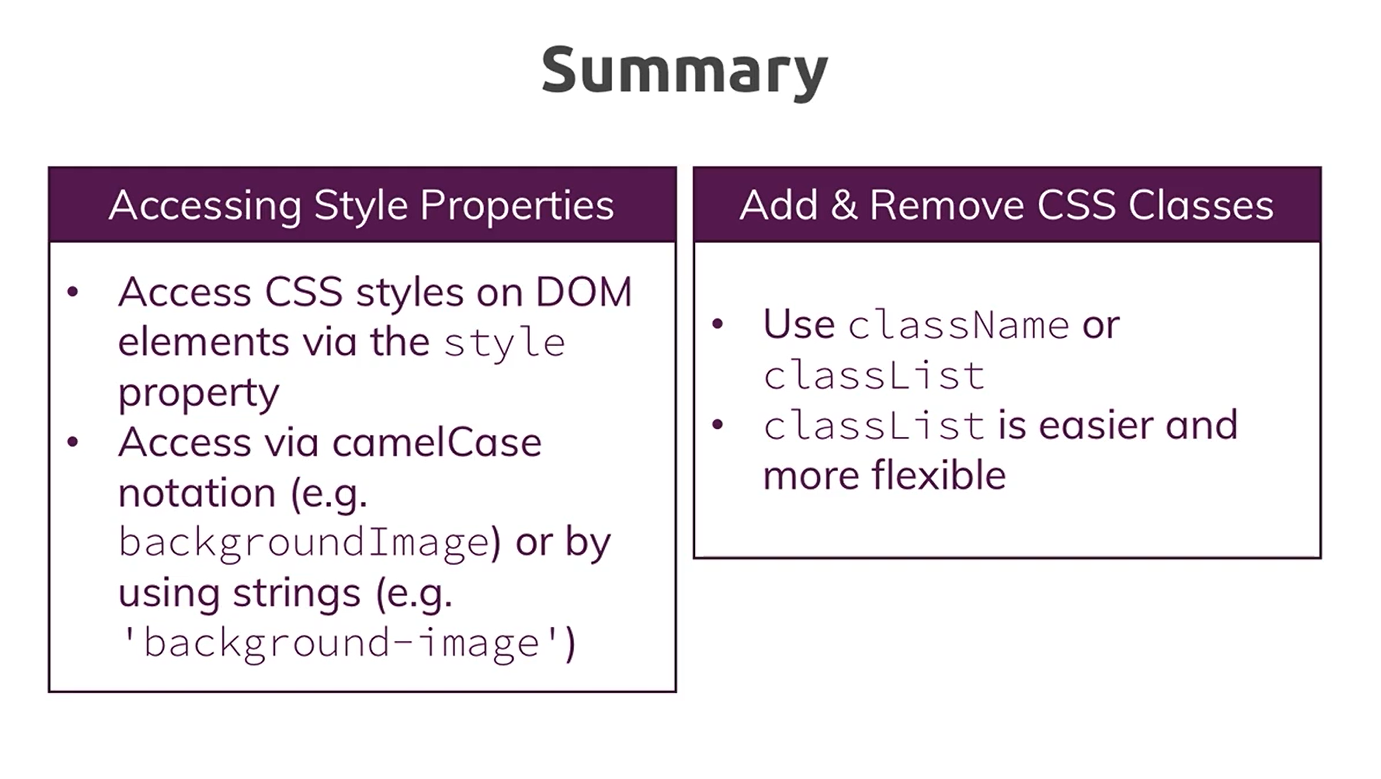 Summary
Accessing Style Properties
• Access CSS styles on DOM
elements via the style
property
• Access via camelCase
notation (e.g.
backgroundImage) or by
using strings (e.g.
'background-image')
Add & Remove CSS Classes
• Use className or
classList
• classList is easier and
more flexible